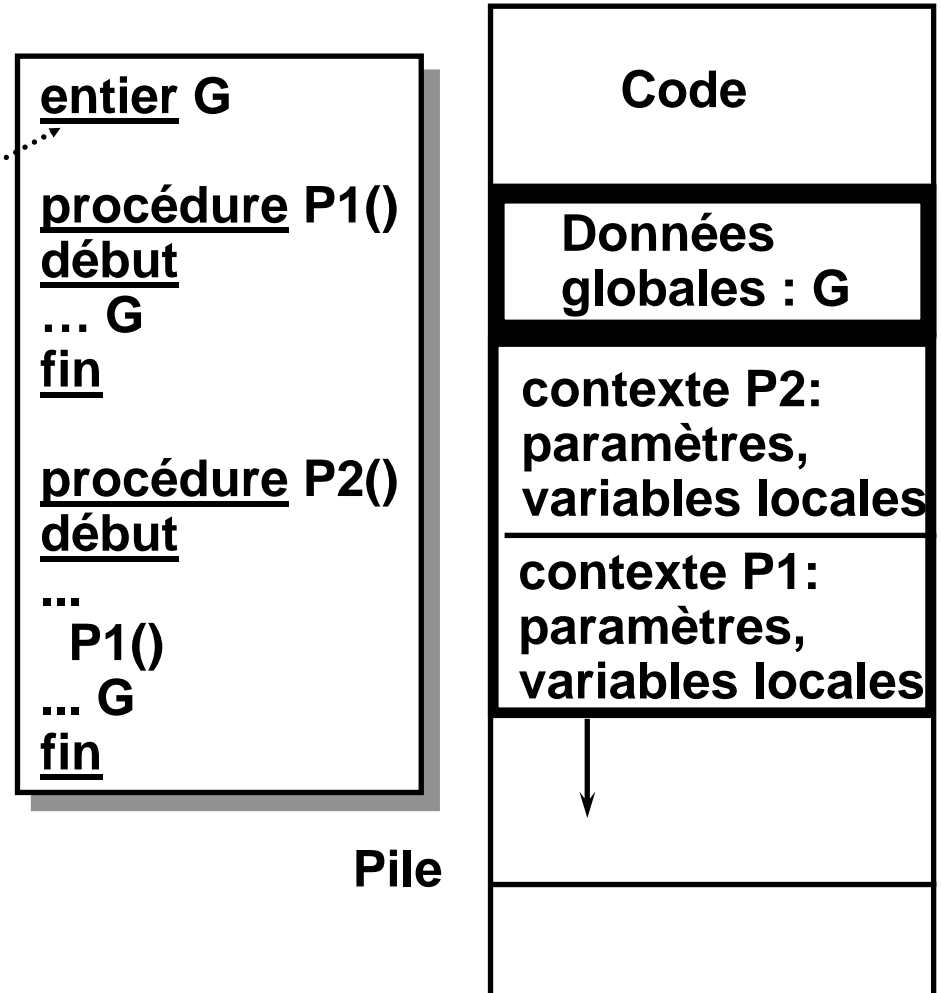 entier G
procédure P1()
début
… G
fin
procédure P2()
début
...
P1()
... G
fin
Pile
Code
Données
globales : G
contexte P2:
paramètres,
variables locales
contexte P1:
paramètres,
variables locales